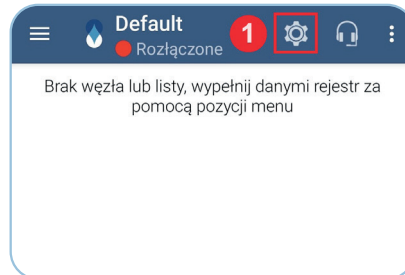 Default
Rozłączone
1
Brak węzła lub listy, wypełnij danymi rejestr za
pomocą pozycji menu